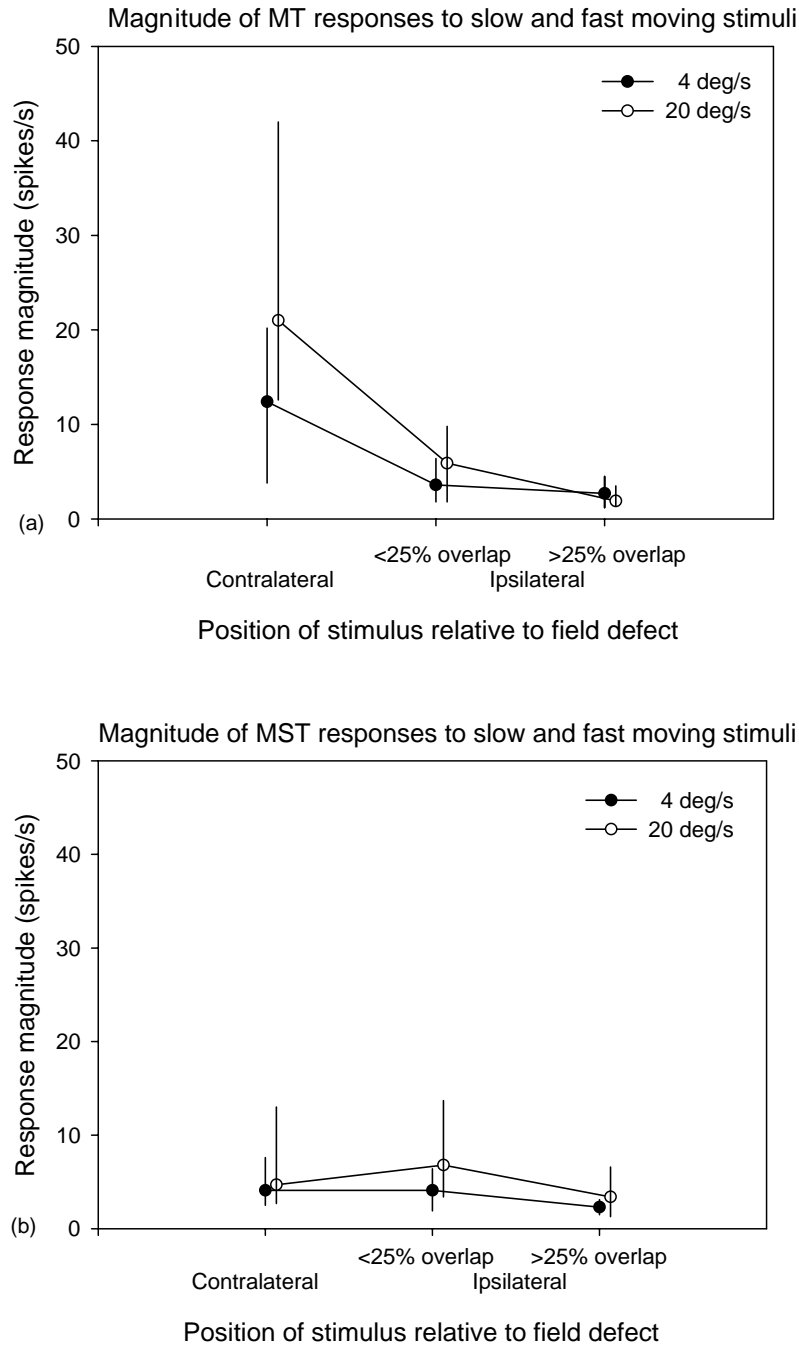 Magnitude of MT responses to slow and fast moving stimuli
50
40
30
20
10
0
Response magnitude (spikes/s)
4 deg/s
20 deg/s
(a)
<25% overlap >25% overlap
Contralateral Ipsilateral
Position of stimulus relative to field defect
Magnitude of MST responses to slow and fast moving stimuli
50
40
30
20
10
0
Response magnitude (spikes/s)
4 deg/s
20 deg/s
(b)
<25% overlap >25% overlap
Contralateral Ipsilateral
Position of stimulus relative to field defect